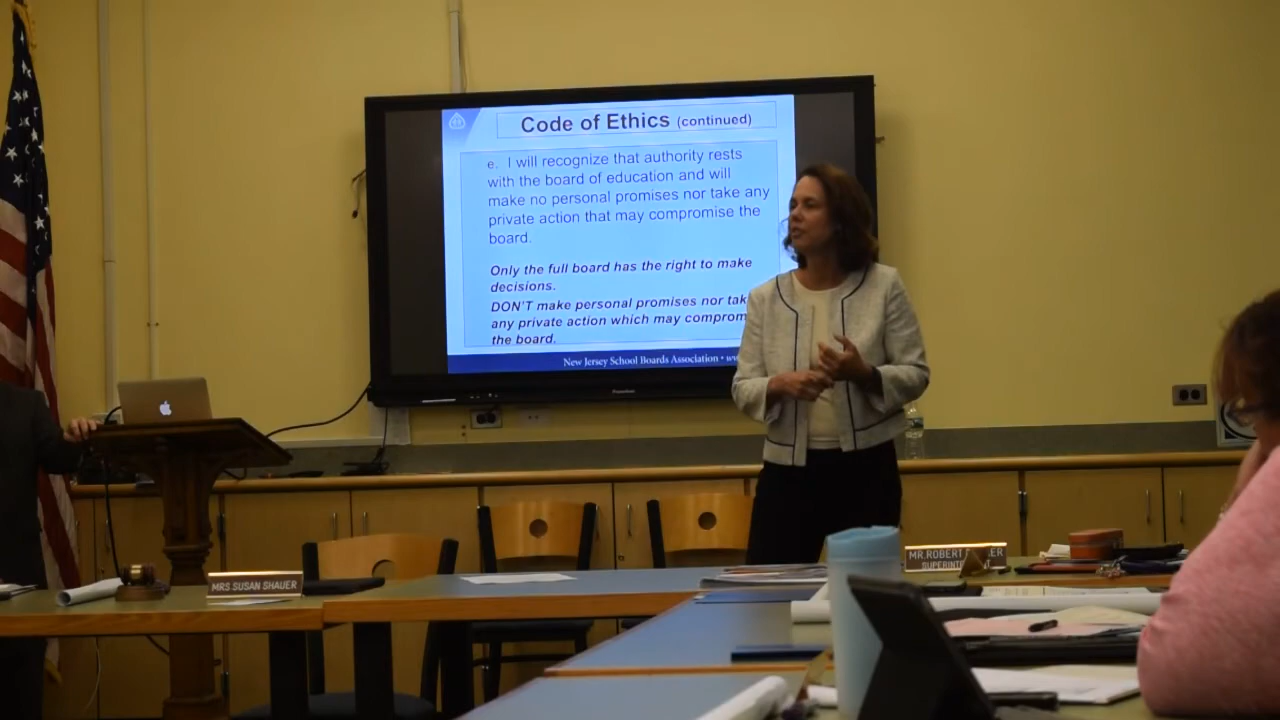 Code of Ethics (continued)
e. I will recognize that authority rests
with the board of education and will
make no personal promises nor take any
private action that may compromise the
board.
Only the full board has the right to make
decisions.
DON'T make personal promises nor tak
any private action which may comprom
the board.
New Jersey School Boards Association •
MRS SUSAN SHAUER
MR. ROBERT